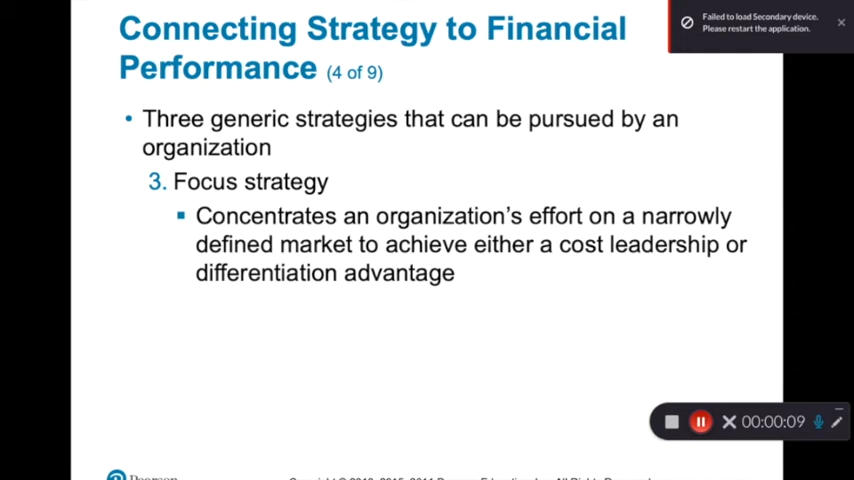 Connecting Strategy to Financial
Performance (4 of 9)
• Three generic strategies that can be pursued by an
organization
3. Focus strategy
▪ Concentrates an organization's effort on a narrowly
defined market to achieve either a cost leadership or
differentiation advantage
Failed to load Secondary device.
Please restart the application.
00:00:09
Pearson